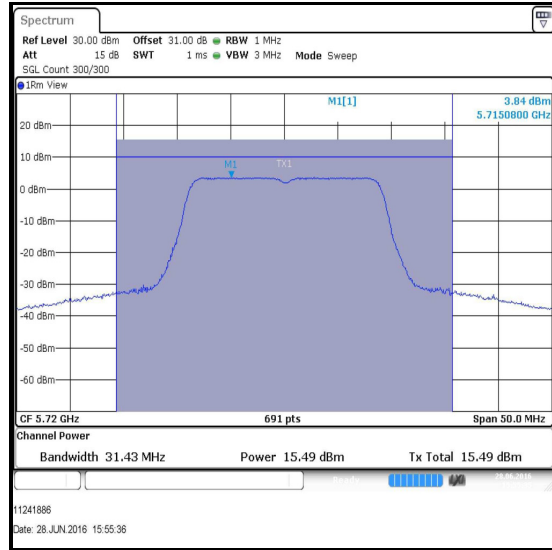 Spectrum
Ref Level 30.00 dBm Offset 31.00 dB RBW 1 MHz
Att 15 dB SWT 1 ms VBW 3 MHz Mode Sweep
SGL Count 300/300
1Rm View
M1[1] 3.84 dBm
5.7150800 GHz
20 dBm
10 dBm
M1 TX1
0 dBm
-10 dBm
-20 dBm
-30 dBm
-40 dBm
-50 dBm
-60 dBm
CF 5.72 GHz 691 pts Span 50.0 MHz
Channel Power
Bandwidth 31.43 MHz Power 15.49 dBm Tx Total 15.49 dBm
28.06.2016
11241886
Date: 28.JUN.2016 15:55:36